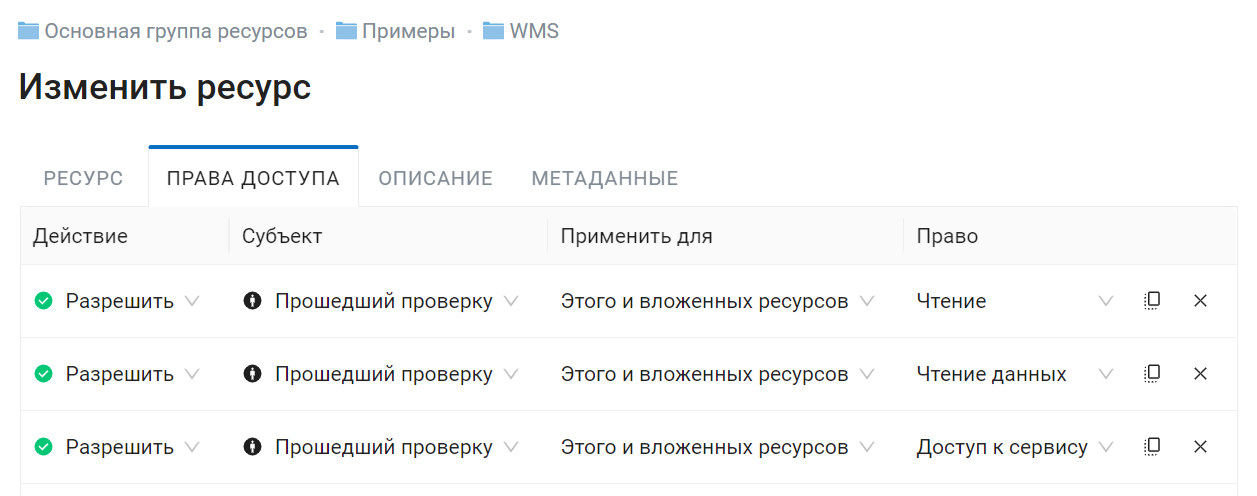 Основная группа ресурсов · Примеры · WMS
Изменить ресурс
РЕСУРС ПРАВА ДОСТУПА ОПИСАНИЕ МЕТАДАННЫЕ
Действие Субъект Применить для Право
Разрешить Прошедший проверку Этого и вложенных ресурсов Чтение
Разрешить Прошедший проверку Этого и вложенных ресурсов Чтение данных
Разрешить Прошедший проверку Этого и вложенных ресурсов Доступ к сервису